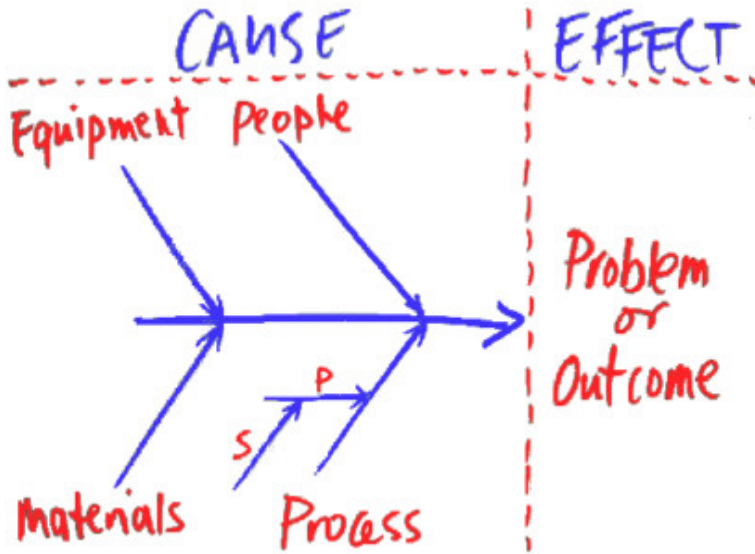 CAUSE EFFECT
Equipment People
Problem
or
Outcome
P
S
Materials Process